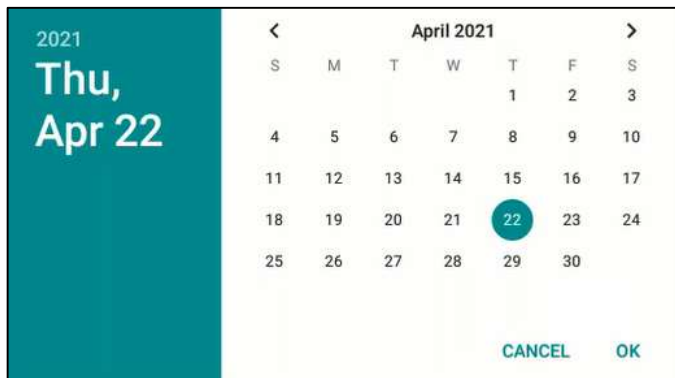 2021
Thu,
Apr 22
April 2021
S M T W T F S
1 2 3
4 5 6 7 8 9 10
11 12 13 14 15 16 17
18 19 20 21 22 23 24
25 26 27 28 29 30
CANCEL OK